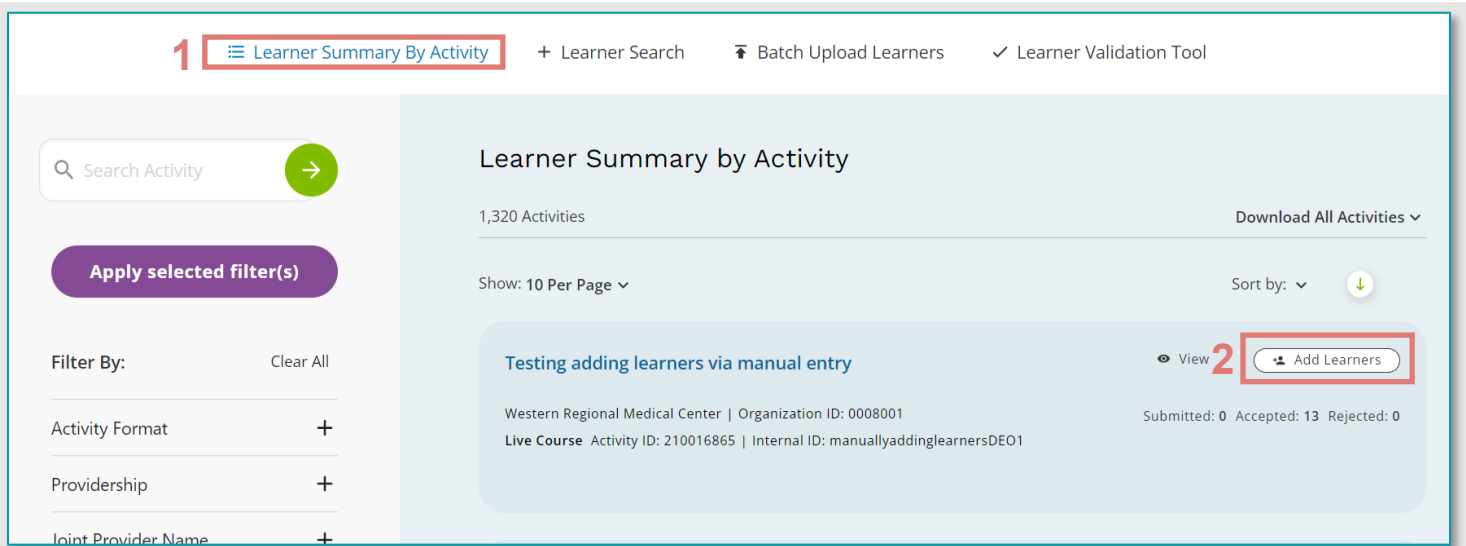 1 Learner Summary By Activity + Learner Search Batch Upload Learners ✓ Learner Validation Tool
Search Activity
Apply selected filter(s)
Filter By: Clear All
Activity Format +
Providership +
Joint Provider Name +
Learner Summary by Activity
1,320 Activities Download All Activities
Show: 10 Per Page Sort by:
Testing adding learners via manual entry View 2 Add Learners
Western Regional Medical Center | Organization ID: 0008001 Submitted: 0 Accepted: 13 Rejected: 0
Live Course Activity ID: 210016865 | Internal ID: manuallyaddinglearnersDEO1